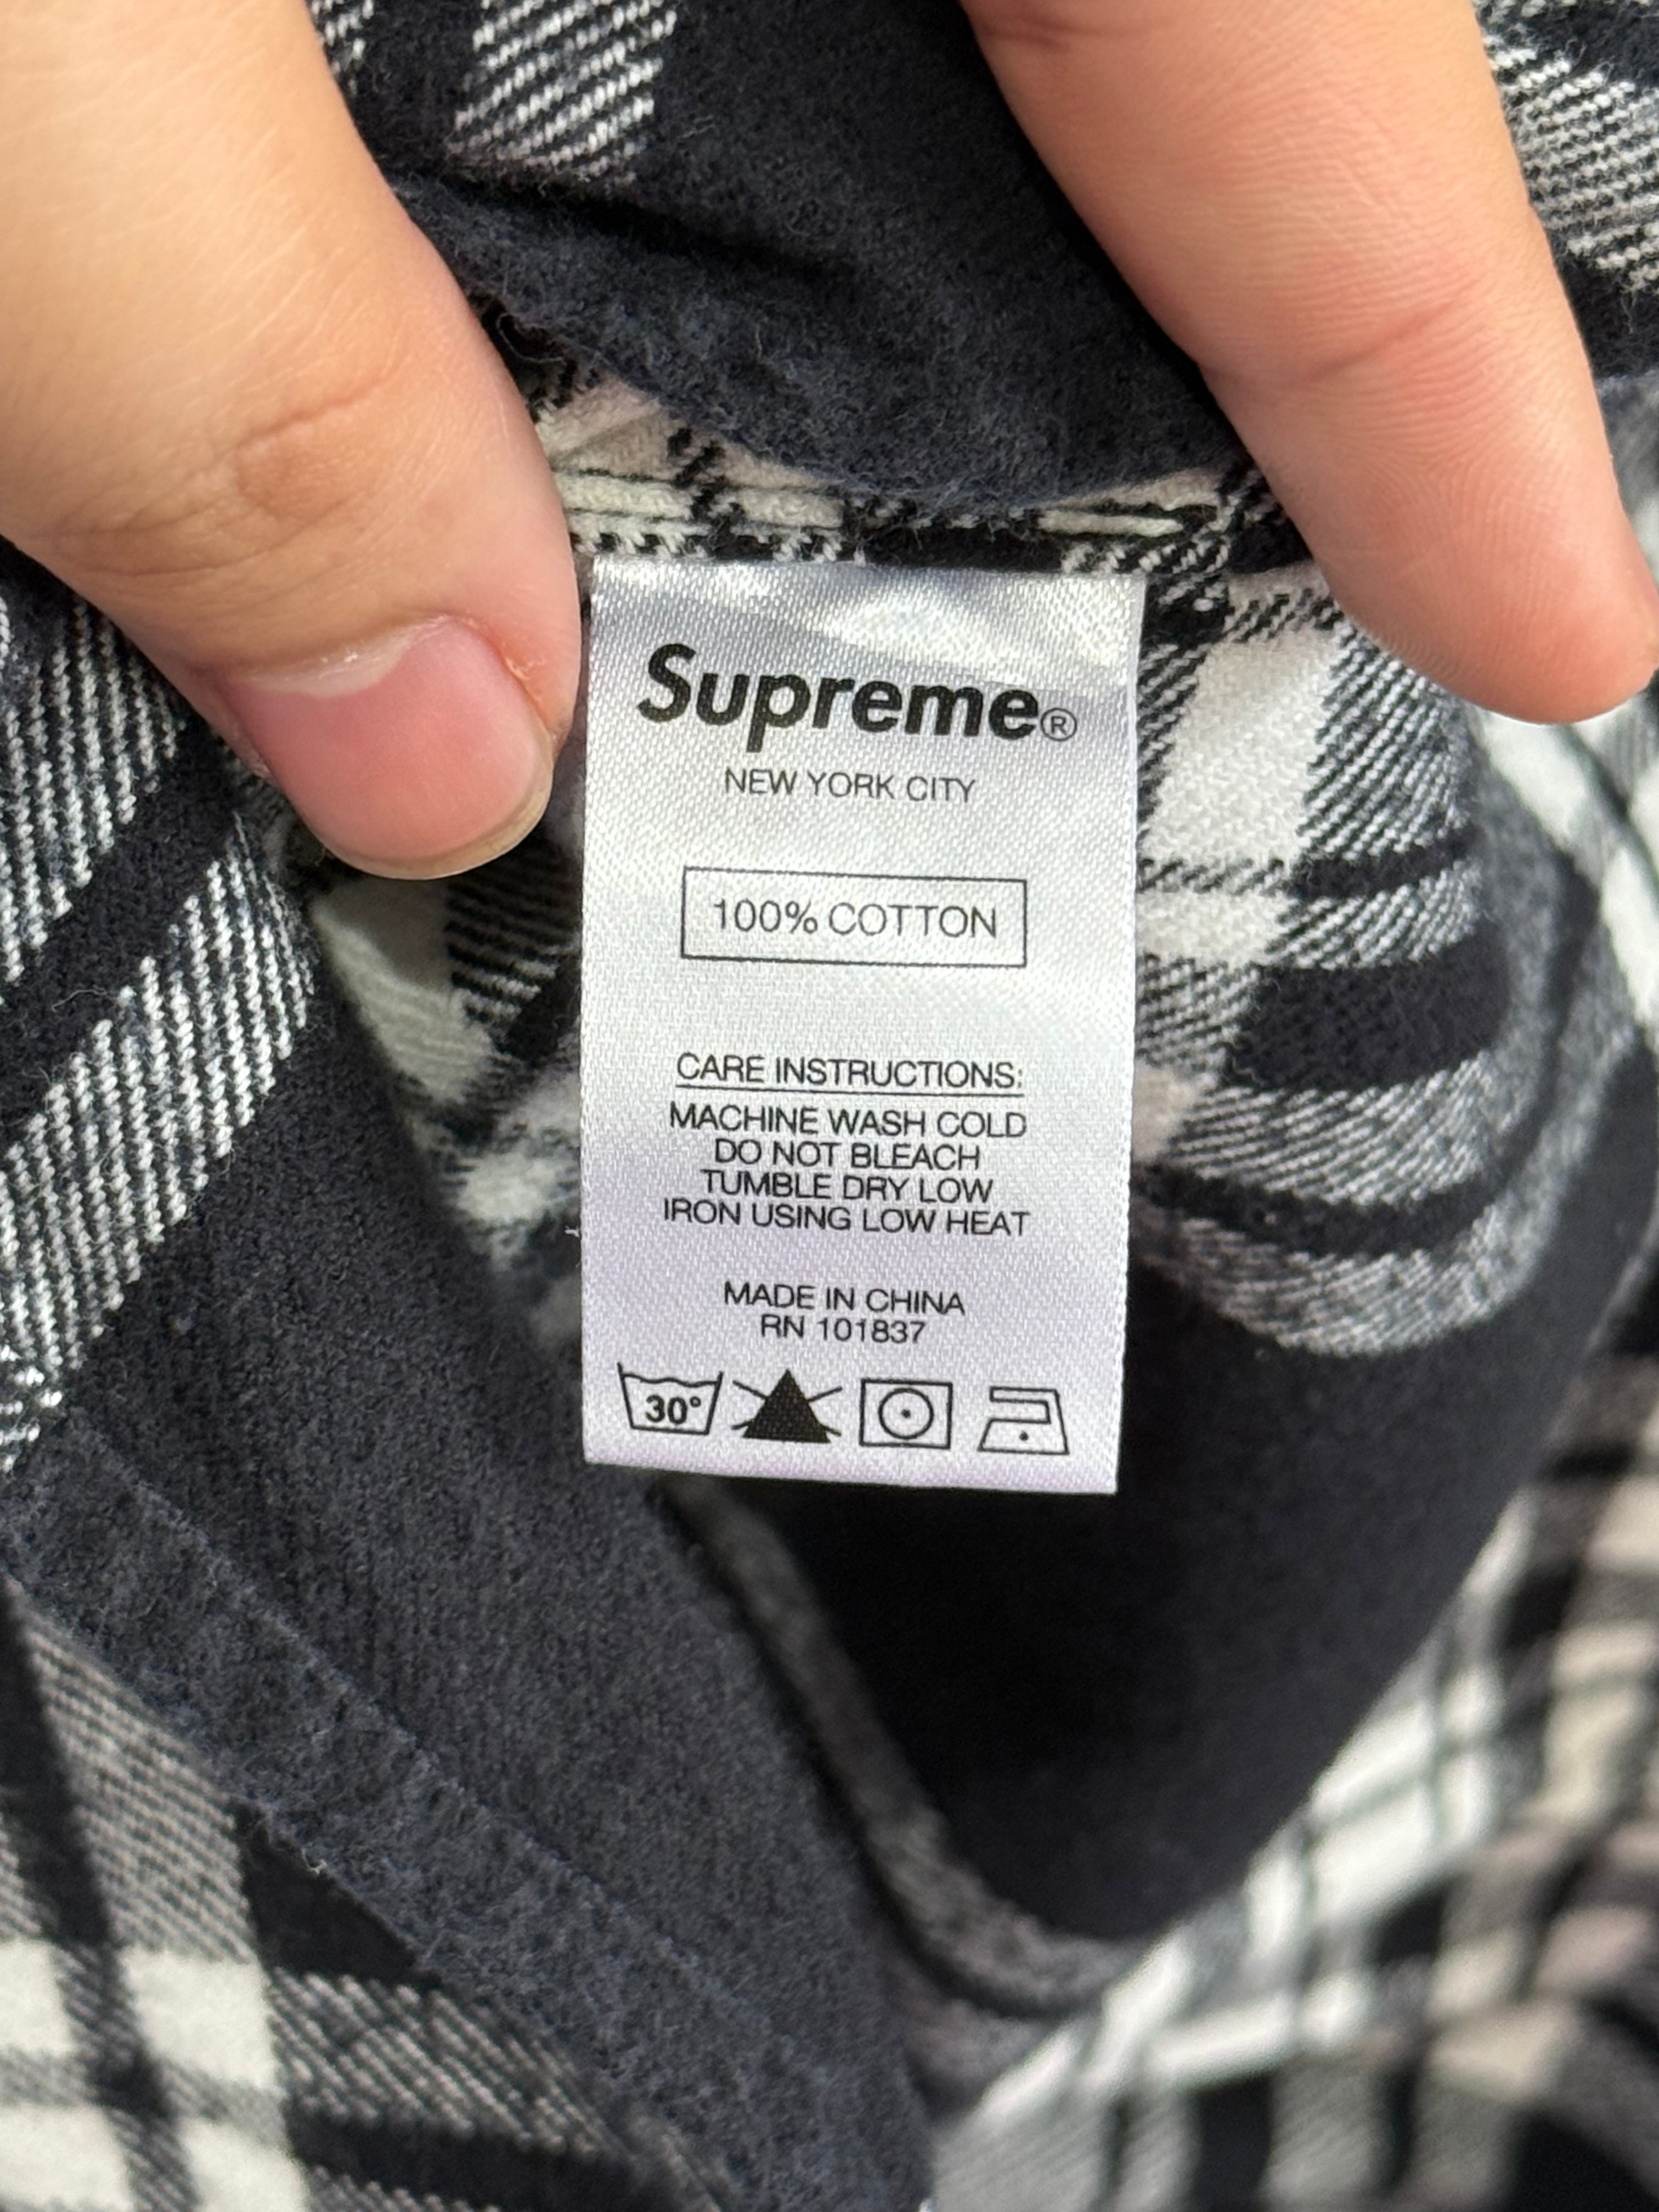 Supreme®
NEW YORK CITY
100% COTTON
CARE INSTRUCTIONS:
MACHINE WASH COLD
DO NOT BLEACH
TUMBLE DRY LOW
IRON USING LOW HEAT
MADE IN CHINA
RN 101837
30°